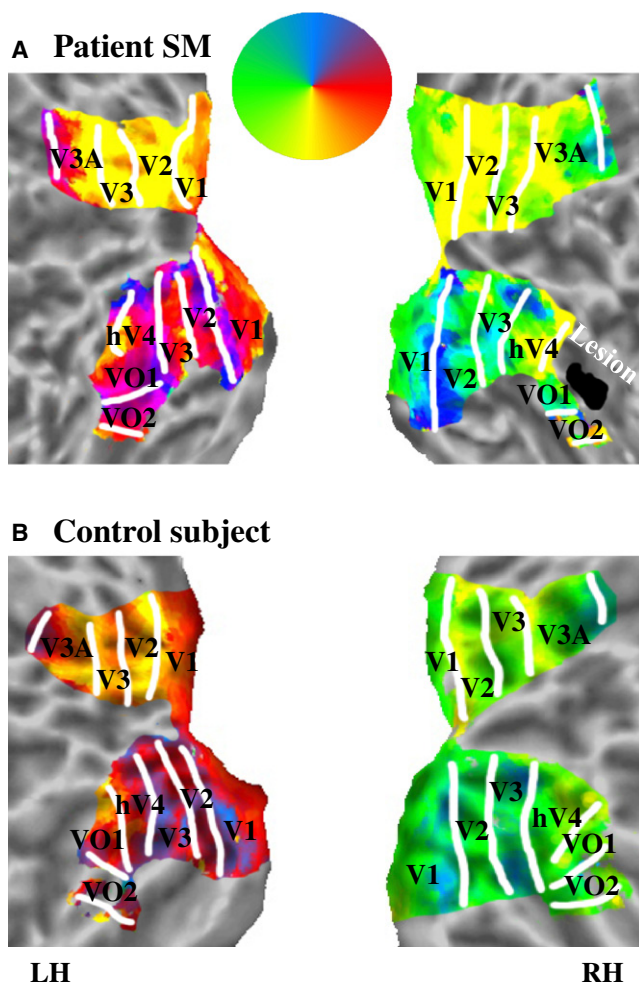 A Patient SM
V3A V3 V2 V1
V1 V2 V3 V3A
hV4 VO1 VO2 V3 V2 V1
V1 V2 V3 hV4 VO1 VO2 Lesion
B Control subject
V3A V3 V2 V1
V1 V2 V3 V3A
VO1 VO2 hV4 V3 V2 V1
V1 V2 V3 hV4 VO1 VO2
LH RH